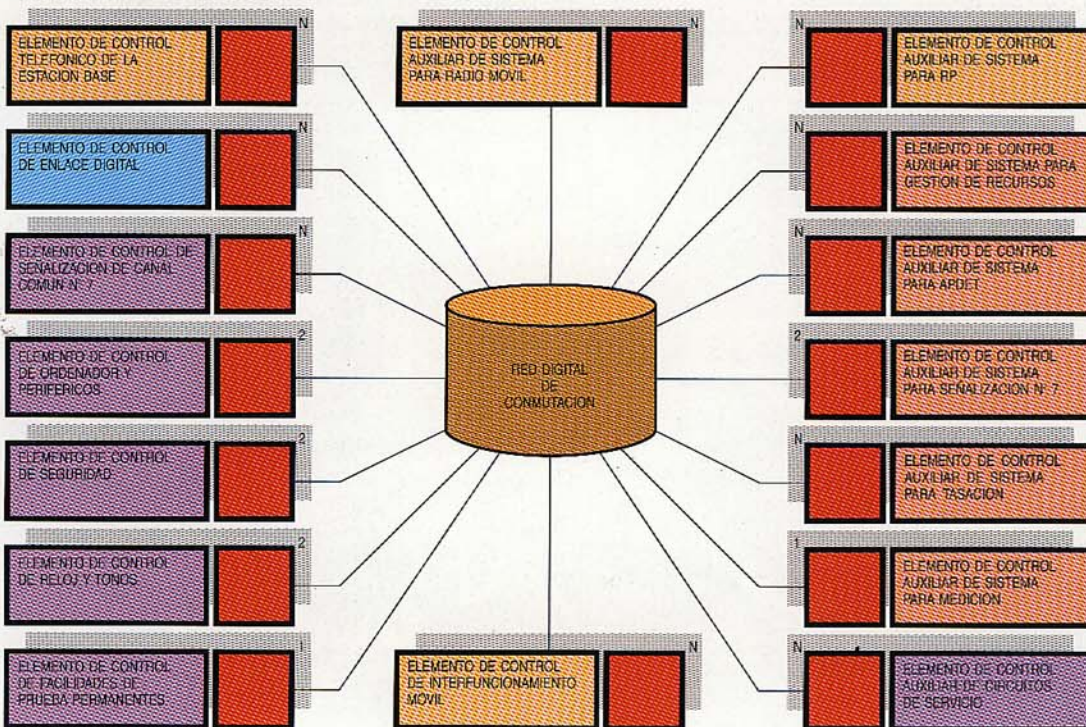 N
ELEMENTO DE CONTROL
TELEFONICO DE LA
ESTACION BASE
N
ELEMENTO DE CONTROL
AUXILIAR DE SISTEMA
PARA RADIO MOVIL
N
ELEMENTO DE CONTROL
AUXILIAR DE SISTEMA
PARA RP
N
ELEMENTO DE CONTROL
DE ENLACE DIGITAL
N
ELEMENTO DE CONTROL
AUXILIAR DE SISTEMA PARA
GESTION DE RECURSOS
N
ELEMENTO DE CONTROL DE
SEÑALIZACION DE CANAL
COMUN N.° 7
N
ELEMENTO DE CONTROL
AUXILIAR DE SISTEMA
PARA APDET
2
ELEMENTO DE CONTROL
DE ORDENADOR Y
PERIFERICOS
RED DIGITAL
DE
CONMUTACION
2
ELEMENTO DE CONTROL
AUXILIAR DE SISTEMA
PARA SEÑALIZACION N.° 7
2
ELEMENTO DE CONTROL
DE SEGURIDAD
N
ELEMENTO DE CONTROL
AUXILIAR DE SISTEMA
PARA TASACION
2
ELEMENTO DE CONTROL
DE RELOJ Y TONOS
1
ELEMENTO DE CONTROL
AUXILIAR DE SISTEMA
PARA MEDICION
1
ELEMENTO DE CONTROL
DE FACILIDADES DE
PRUEBA PERMANENTES
N
ELEMENTO DE CONTROL
DE INTERFUNCIONAMIENTO
MOVIL
N
ELEMENTO DE CONTROL
AUXILIAR DE CIRCUITOS
DE SERVICIO